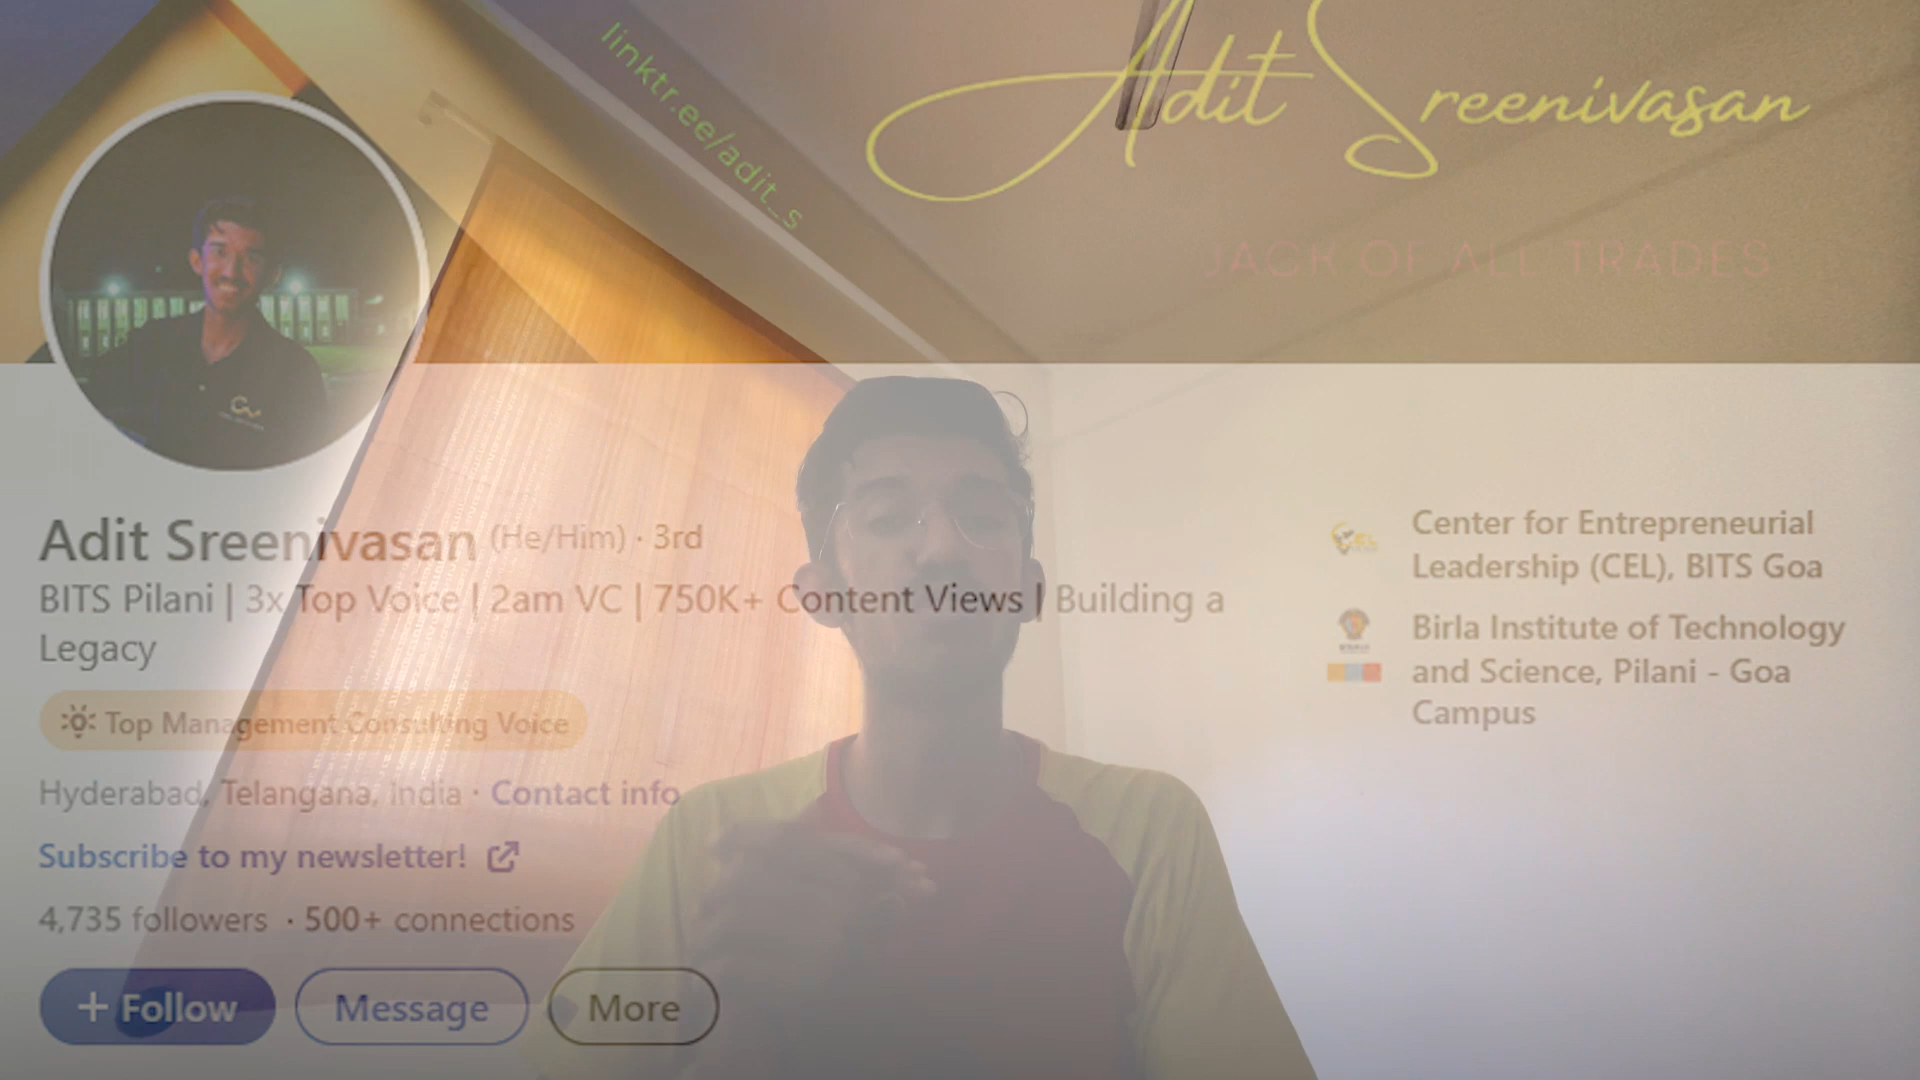 linktr.ee/adit_s
Adit Sreenivasan
JACK OF ALL TRADES
Adit Sreenivasan (He/Him) · 3rd
BITS Pilani | 3x Top Voice | 2am VC | 750K+ Content Views | Building a
Legacy
Top Management Consulting Voice
Hyderabad, Telangana, India · Contact info
Subscribe to my newsletter!
4,735 followers · 500+ connections
+ Follow
Message
More
Center for Entrepreneurial
Leadership (CEL), BITS Goa
Birla Institute of Technology
and Science, Pilani - Goa
Campus